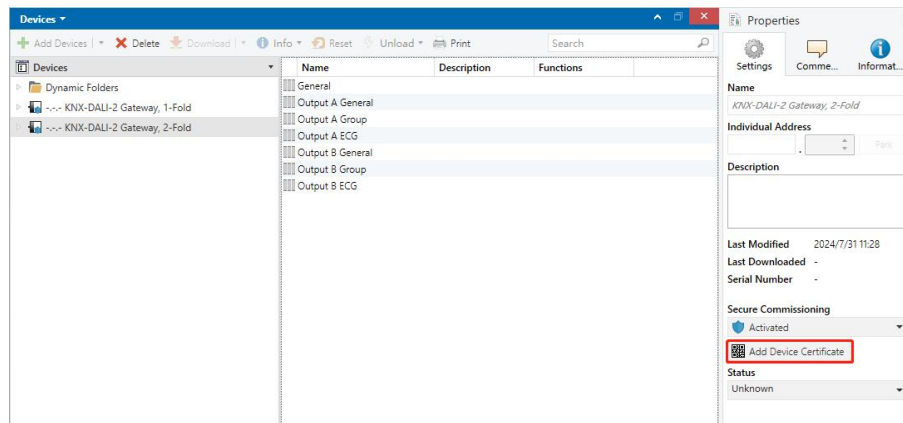 Devices
Add Devices Delete Download Info Reset Unload Print Search
Devices
Dynamic Folders
-.-.- KNX-DALI-2 Gateway, 1-Fold
-.-.- KNX-DALI-2 Gateway, 2-Fold
Name Description Functions
General
Output A General
Output A Group
Output A ECG
Output B General
Output B Group
Output B ECG
Properties
Settings Comme... Informat...
Name
KNX-DALI-2 Gateway, 2-Fold
Individual Address
. Park
Description
Last Modified 2024/7/31 11:28
Last Downloaded -
Serial Number -
Secure Commissioning
Activated
Add Device Certificate
Status
Unknown